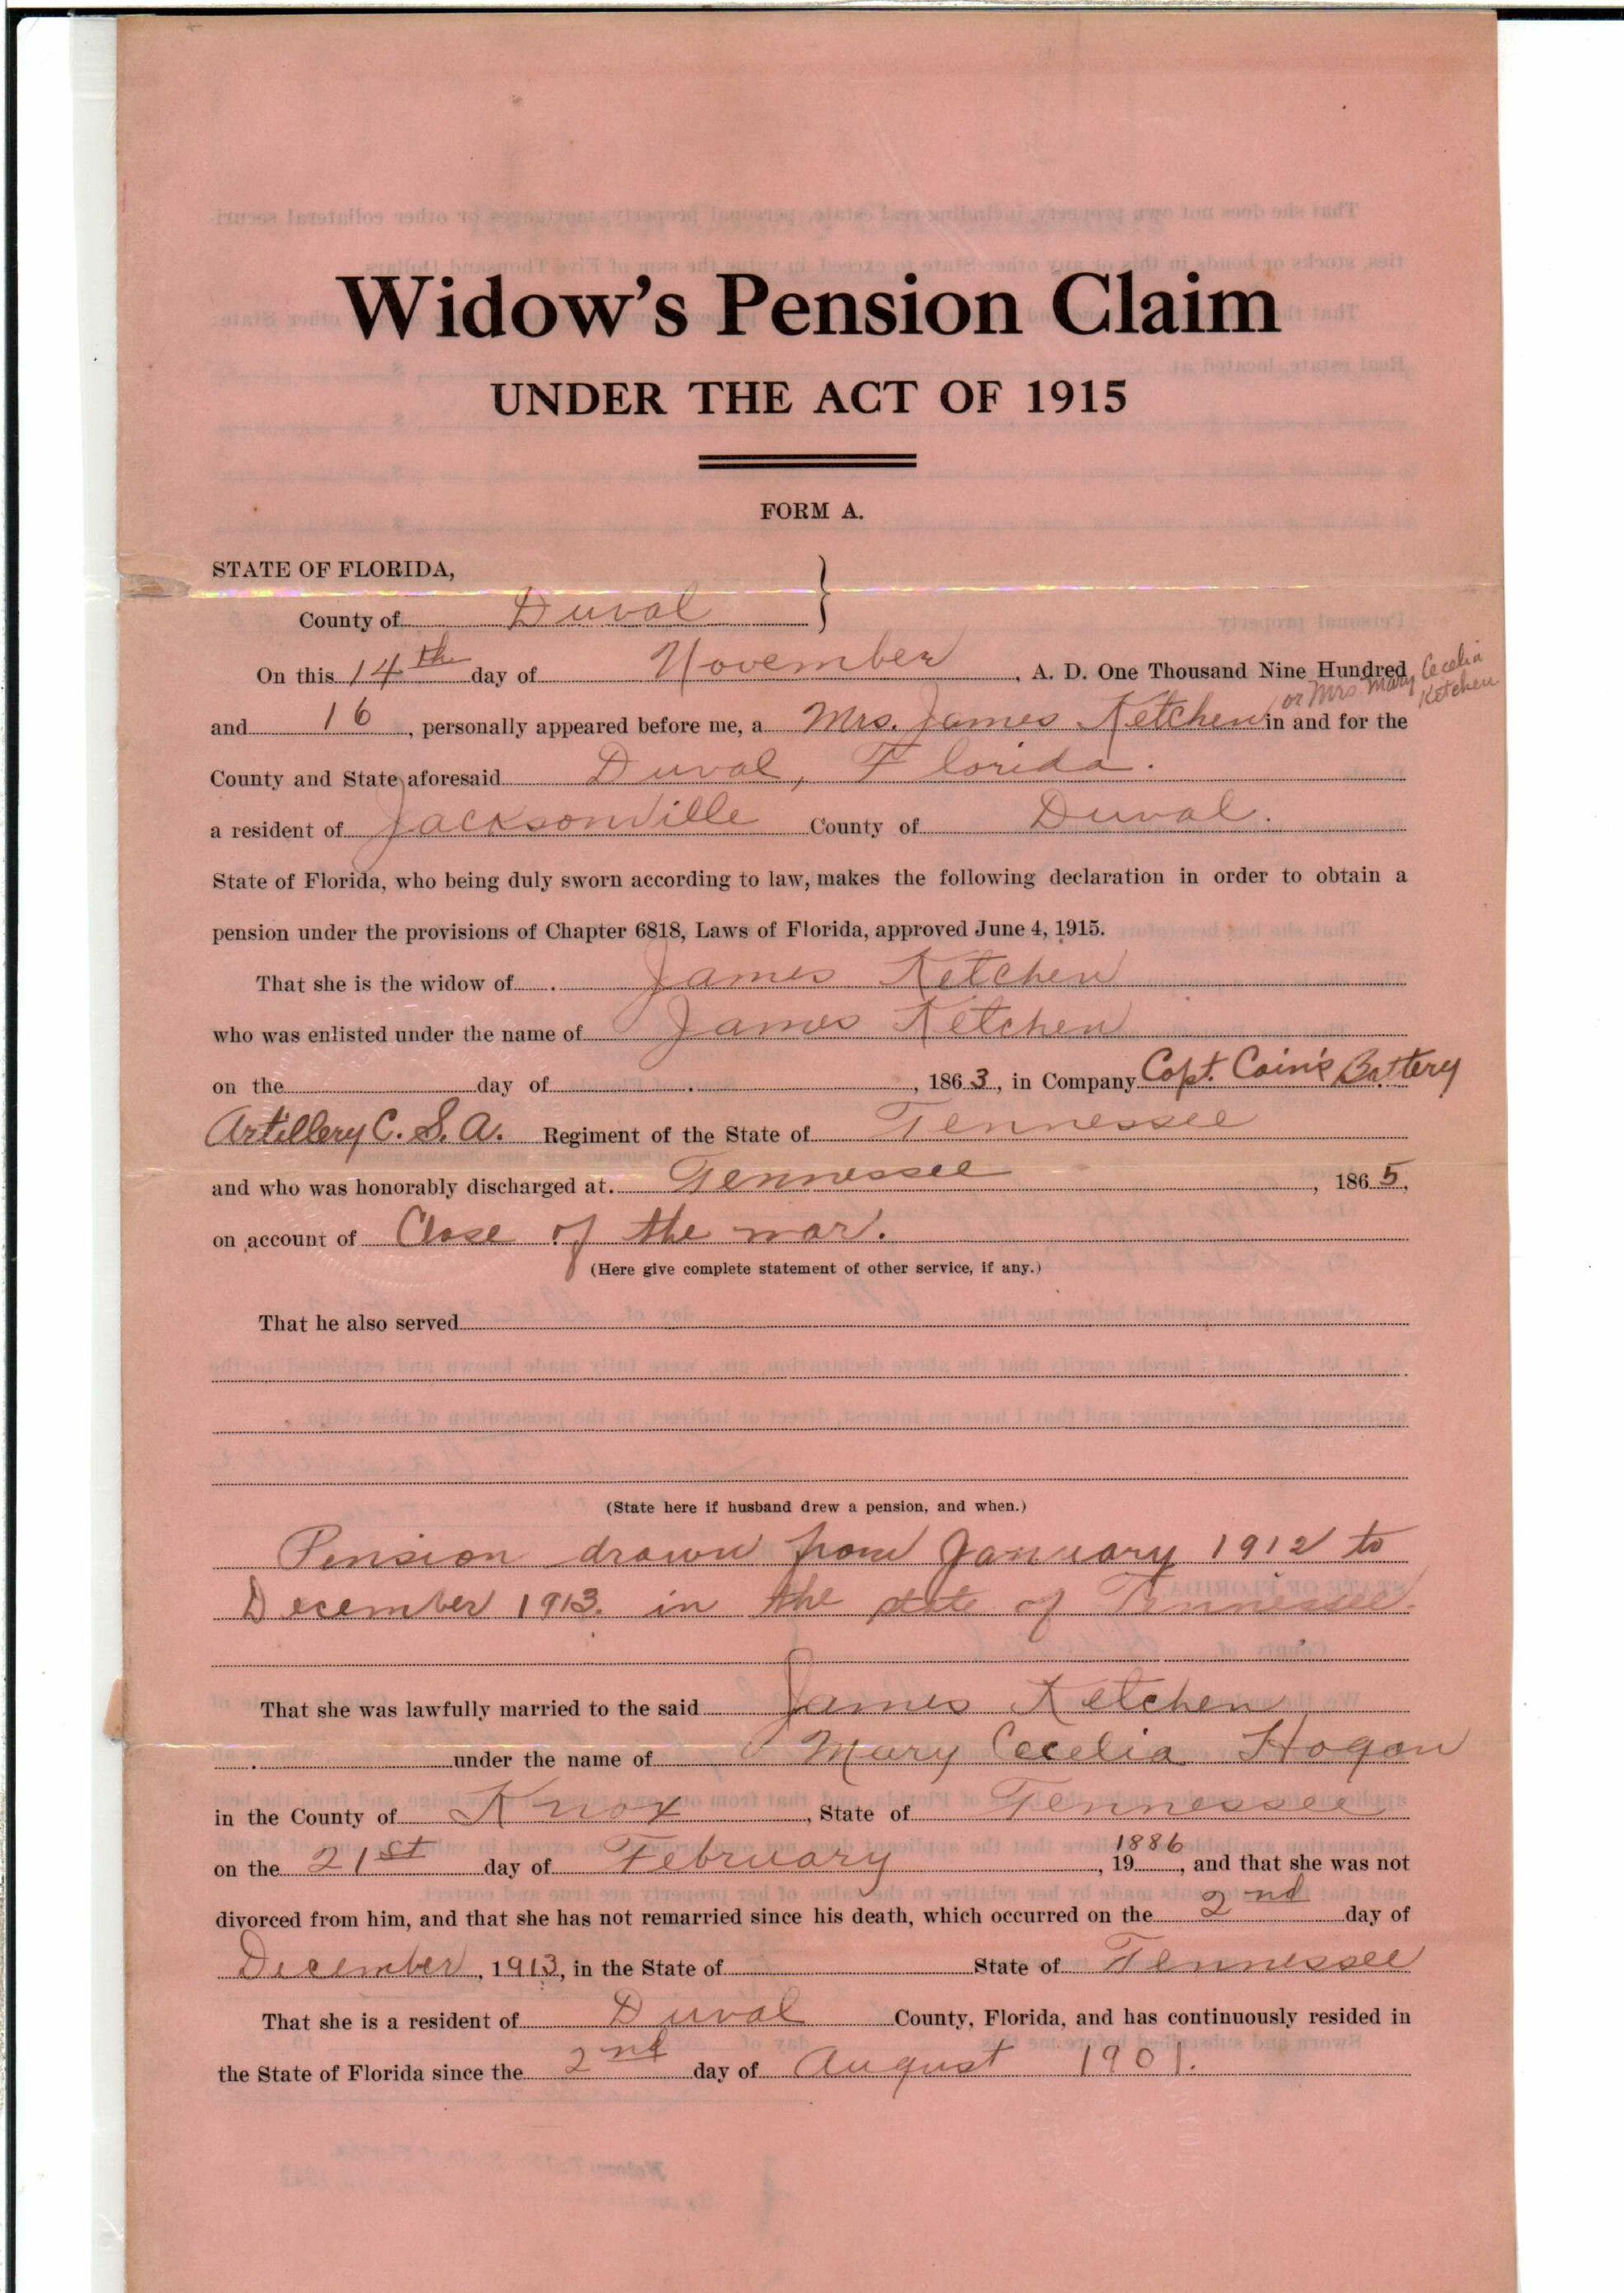 Widow's Pension Claim
UNDER THE ACT OF 1915
FORM A.
STATE OF FLORIDA,
County of Duval
On this 14th day of November, A. D. One Thousand Nine Hundred
or Mrs. Mary Cecelia Ketchen
and 16, personally appeared before me, a Mrs. James Ketchen in and for the
County and State aforesaid Duval, Florida.
a resident of Jacksonville County of Duval.
State of Florida, who being duly sworn according to law, makes the following declaration in order to obtain a
pension under the provisions of Chapter 6818, Laws of Florida, approved June 4, 1915.
That she is the widow of James Ketchen
who was enlisted under the name of James Ketchen
on the day of , 1863, in Company Capt. Cain's Battery
Artillery C. S. A. Regiment of the State of Tennessee
and who was honorably discharged at. Tennessee, 1865,
on account of Close of the war.
(Here give complete statement of other service, if any.)
That he also served
(State here if husband drew a pension, and when.)
Pension drawn from January 1912 to
December 1913. in the state of Tennessee.
That she was lawfully married to the said James Ketchen
under the name of Mary Cecelia Hogan
in the County of Knox, State of Tennessee
on the 21st day of February, 19 1886, and that she was not
divorced from him, and that she has not remarried since his death, which occurred on the 2nd day of
December, 1913, in the State of State of Tennessee
That she is a resident of Duval County, Florida, and has continuously resided in
the State of Florida since the 2nd day of August 1901.